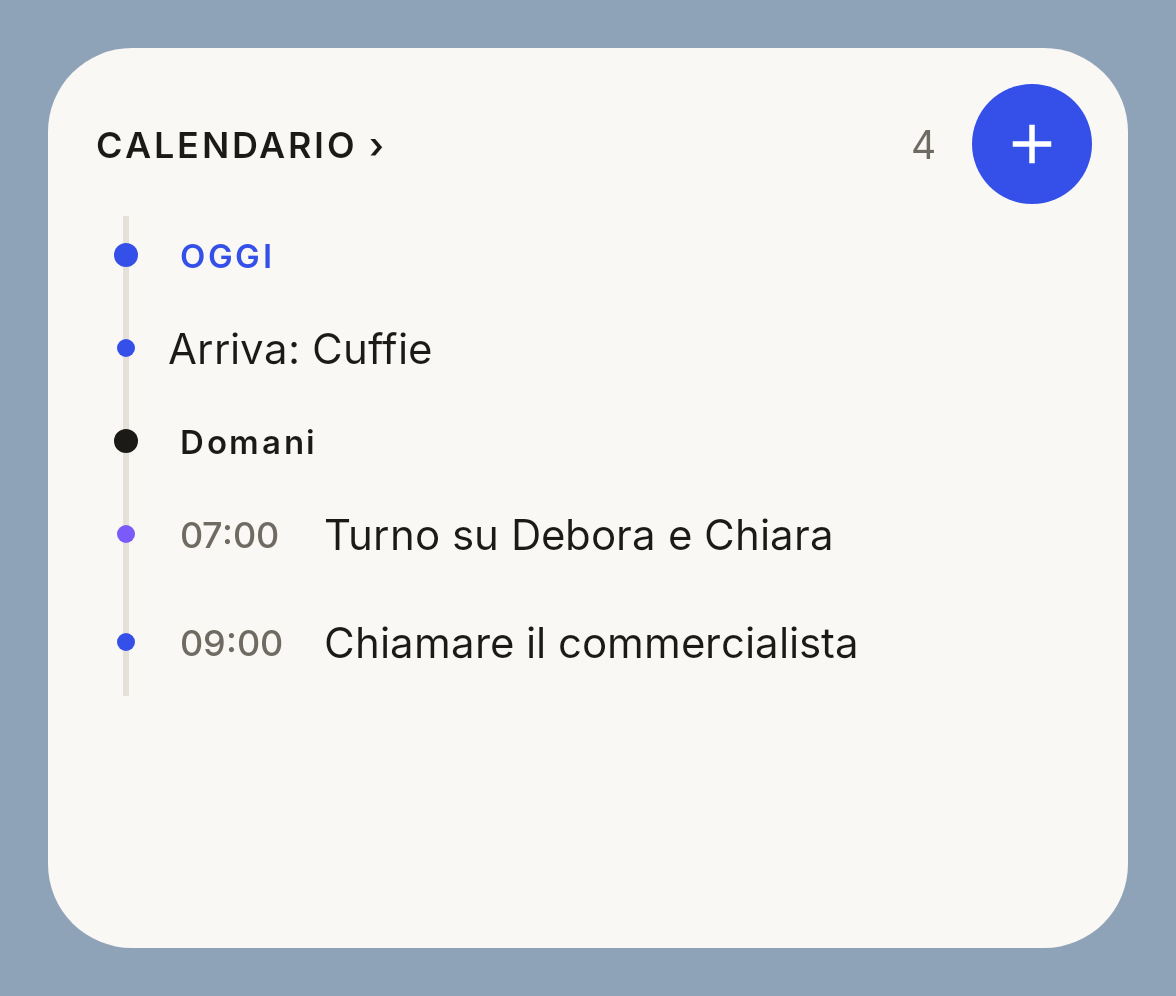 CALENDARIO ›
4
+
OGGI
Arriva: Cuffie
Domani
07:00 Turno su Debora e Chiara
09:00 Chiamare il commercialista